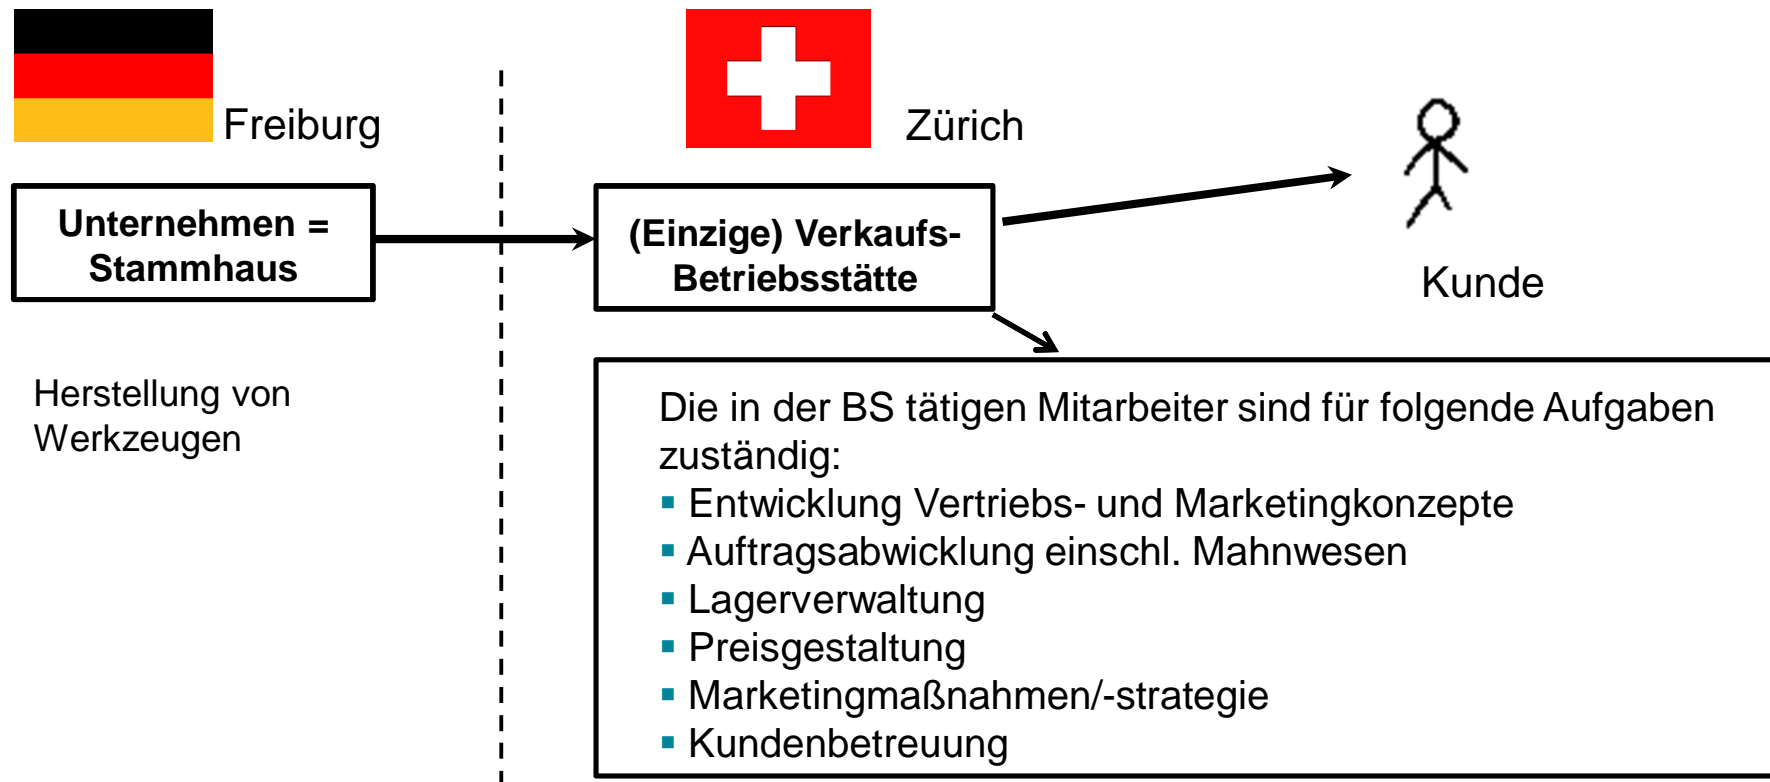 Freiburg
Zürich
Unternehmen =
Stammhaus
(Einzige) Verkaufs-
Betriebsstätte
Kunde
Herstellung von
Werkzeugen
Die in der BS tätigen Mitarbeiter sind für folgende Aufgaben
zuständig:
▪ Entwicklung Vertriebs- und Marketingkonzepte
▪ Auftragsabwicklung einschl. Mahnwesen
▪ Lagerverwaltung
▪ Preisgestaltung
▪ Marketingmaßnahmen/-strategie
▪ Kundenbetreuung